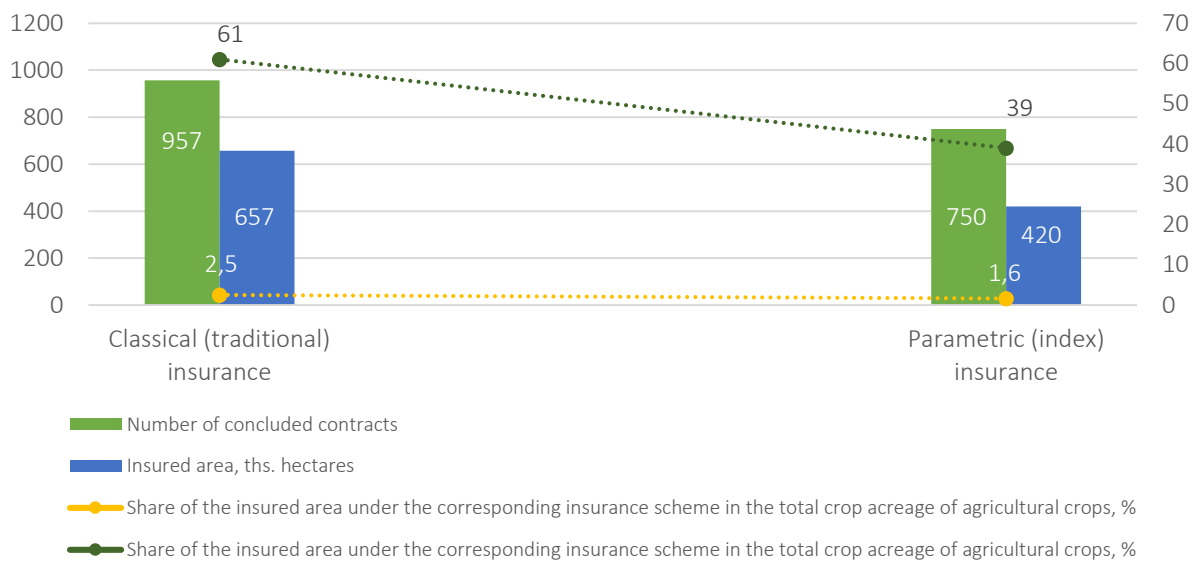 1200
1000
800
600
400
200
0
70
60
50
40
30
20
10
0
61
39
957
657
2,5
750
420
1,6
Classical (traditional)
insurance
Parametric (index)
insurance
Number of concluded contracts
Insured area, ths. hectares
Share of the insured area under the corresponding insurance scheme in the total crop acreage of agricultural crops, %
Share of the insured area under the corresponding insurance scheme in the total crop acreage of agricultural crops, %